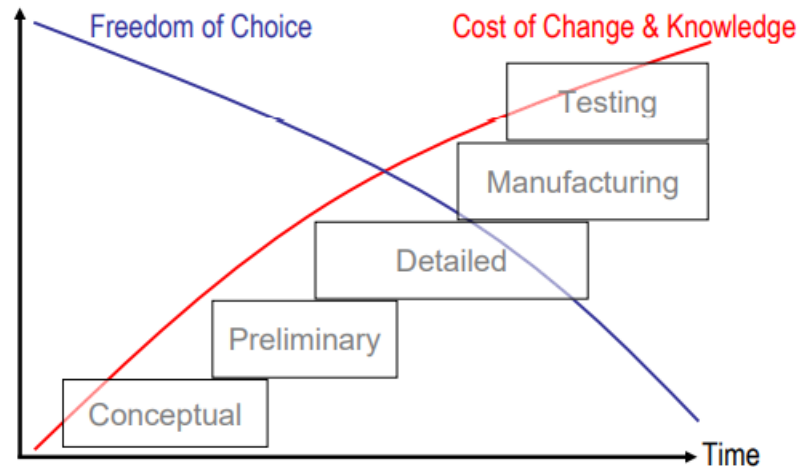 Freedom of Choice
Cost of Change & Knowledge
Testing
Manufacturing
Detailed
Preliminary
Conceptual
Time